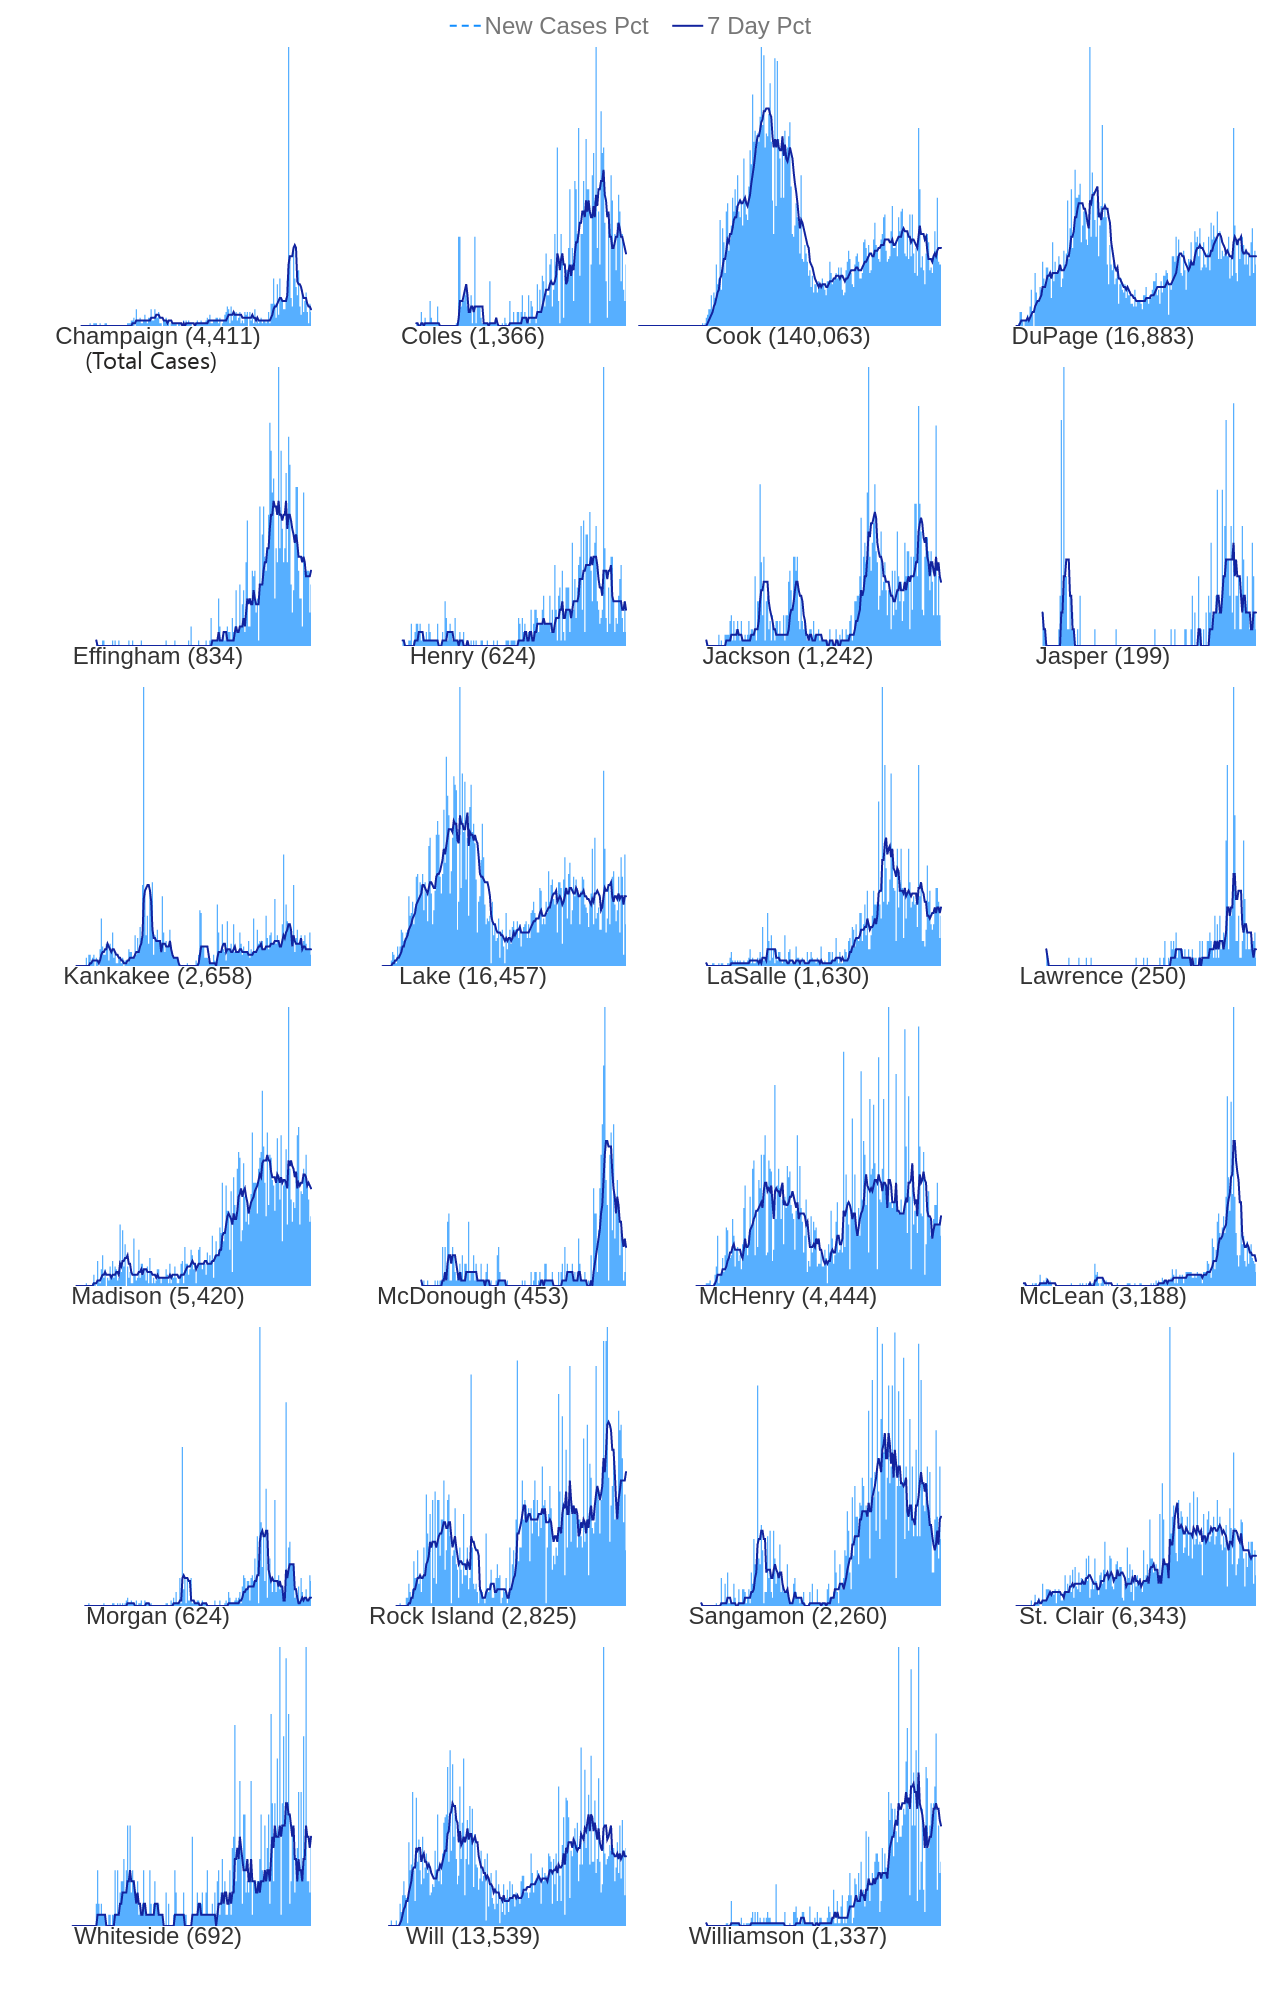 New Cases Pct 7 Day Pct
Champaign (4,411) Coles (1,366) Cook (140,063) DuPage (16,883)
(Total Cases)
Effingham (834) Henry (624) Jackson (1,242) Jasper (199)
Kankakee (2,658) Lake (16,457) LaSalle (1,630) Lawrence (250)
Madison (5,420) McDonough (453) McHenry (4,444) McLean (3,188)
Morgan (624) Rock Island (2,825) Sangamon (2,260) St. Clair (6,343)
Whiteside (692) Will (13,539) Williamson (1,337)